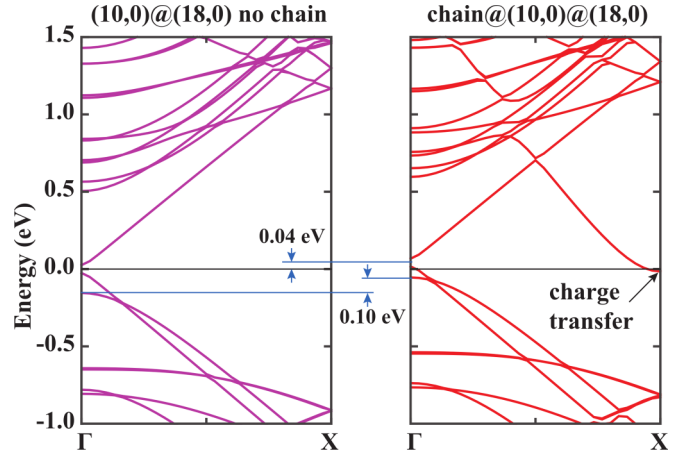 (10,0)@(18,0) no chain
chain@(10,0)@(18,0)
Energy (eV)
1.5
1.0
0.5
0.0
-0.5
-1.0
0.04 eV
0.10 eV
charge
transfer
Γ
X
Γ
X